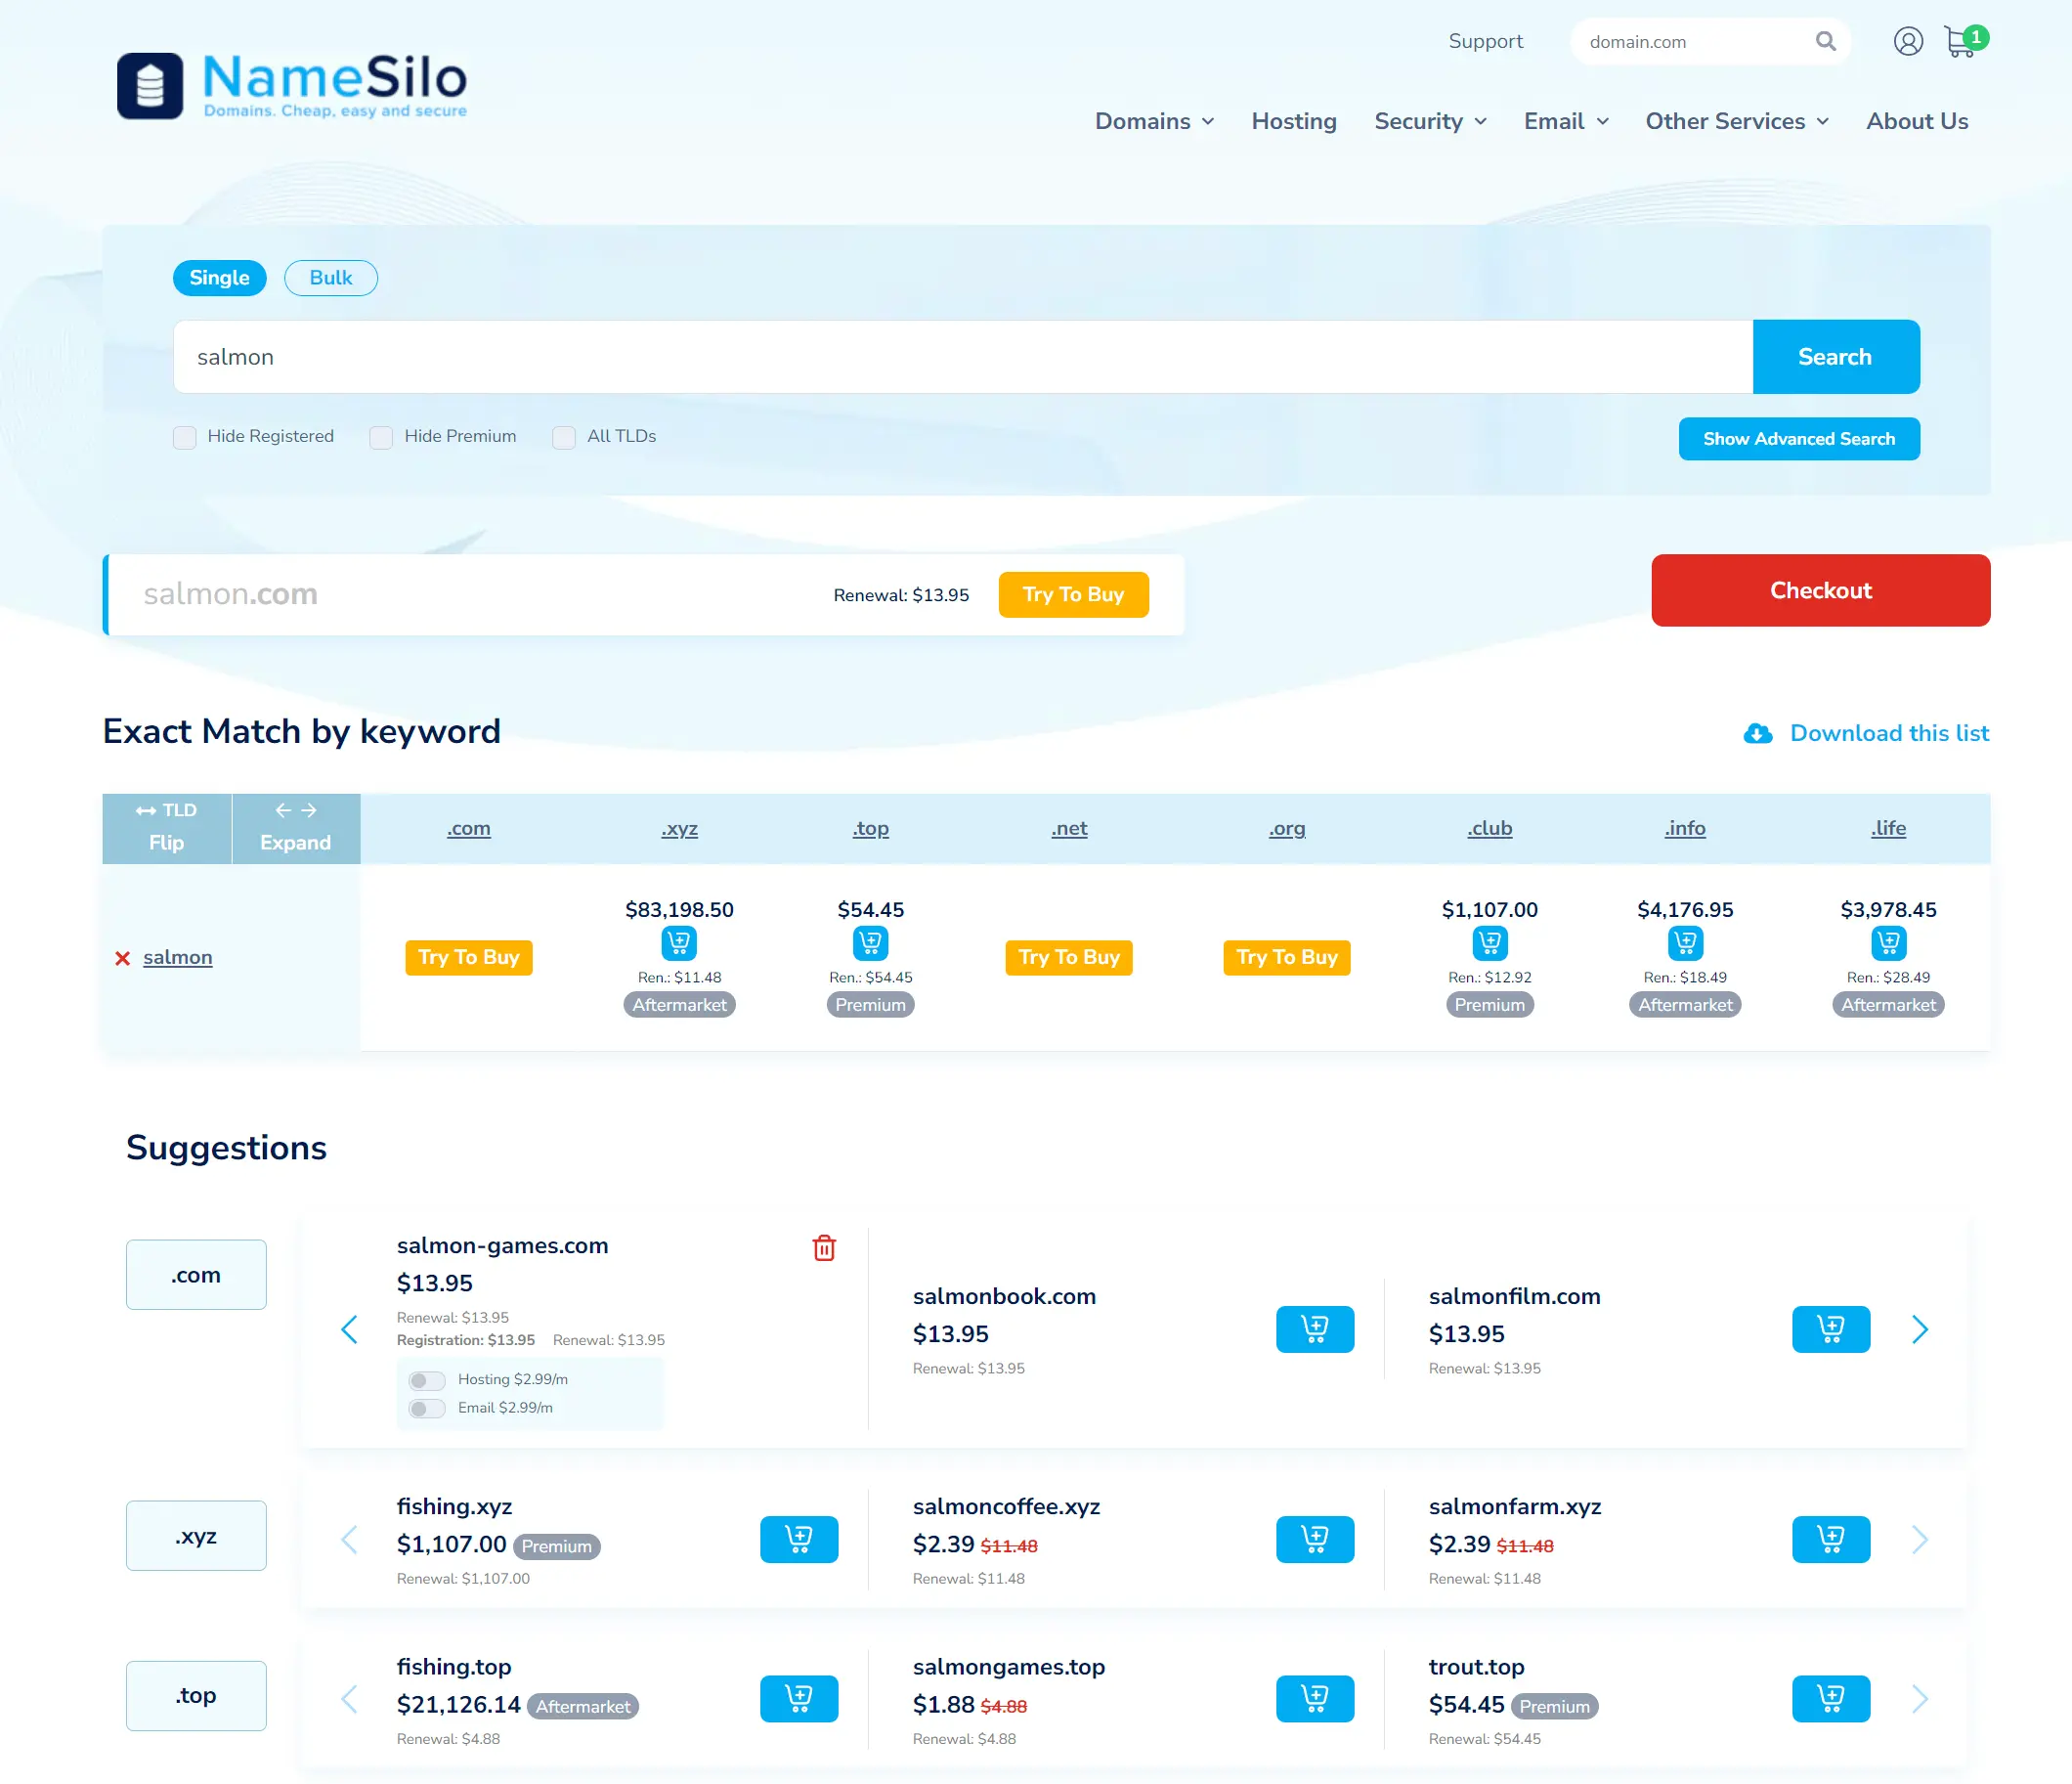 Support
domain.com
1
NameSilo
Domains. Cheap, easy and secure
Domains Hosting Security Email Other Services About Us
Single Bulk
salmon
Search
Hide Registered Hide Premium All TLDs
Show Advanced Search
salmon.com
Renewal: $13.95
Try To Buy
Checkout
Exact Match by keyword
Download this list
TLD
Flip
Expand
.com .xyz .top .net .org .club .info .life
salmon
Try To Buy
$83,198.50
Ren.: $11.48
Aftermarket
$54.45
Ren.: $54.45
Premium
Try To Buy
Try To Buy
$1,107.00
Ren.: $12.92
Premium
$4,176.95
Ren.: $18.49
Aftermarket
$3,978.45
Ren.: $28.49
Aftermarket
Suggestions
.com
salmon-games.com
$13.95
Renewal: $13.95
Registration: $13.95 Renewal: $13.95
Hosting $2.99/m
Email $2.99/m
salmonbook.com
$13.95
Renewal: $13.95
salmonfilm.com
$13.95
Renewal: $13.95
.xyz
fishing.xyz
$1,107.00 Premium
Renewal: $1,107.00
salmoncoffee.xyz
$2.39 $11.48
Renewal: $11.48
salmonfarm.xyz
$2.39 $11.48
Renewal: $11.48
.top
fishing.top
$21,126.14 Aftermarket
Renewal: $4.88
salmongames.top
$1.88 $4.88
Renewal: $4.88
trout.top
$54.45 Premium
Renewal: $54.45